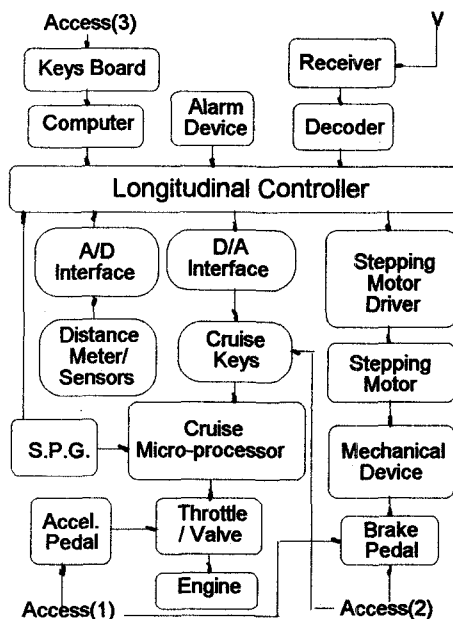 Access(3)
V
Keys Board
Receiver
Computer
Alarm
Device
Decoder
Longitudinal Controller
A/D
Interface
D/A
Interface
Stepping
Motor
Driver
Distance
Meter/
Sensors
Cruise
Keys
Stepping
Motor
S.P.G.
Cruise
Micro-processor
Mechanical
Device
Accel.
Pedal
Throttle
/ Valve
Brake
Pedal
Engine
Access(1)
Access(2)